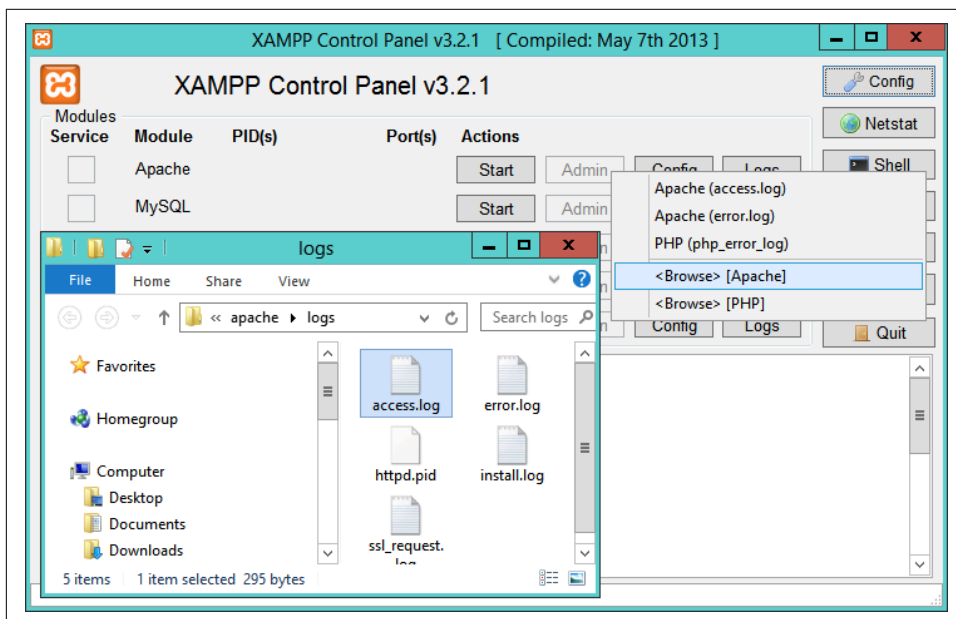 XAMPP Control Panel v3.2.1 [ Compiled: May 7th 2013 ]
XAMPP Control Panel v3.2.1
Config
Modules
Netstat
Service Module PID(s) Port(s) Actions
Shell
Apache Start Admin Config Logs
MySQL Start Admin
Apache (access.log)
Apache (error.log)
PHP (php_error_log)
<Browse> [Apache]
<Browse> [PHP]
Config Logs
Quit
logs
File Home Share View
« apache logs
Search logs
Favorites
Homegroup
Computer
Desktop
Documents
Downloads
access.log error.log
httpd.pid install.log
ssl_request.
log
5 items 1 item selected 295 bytes